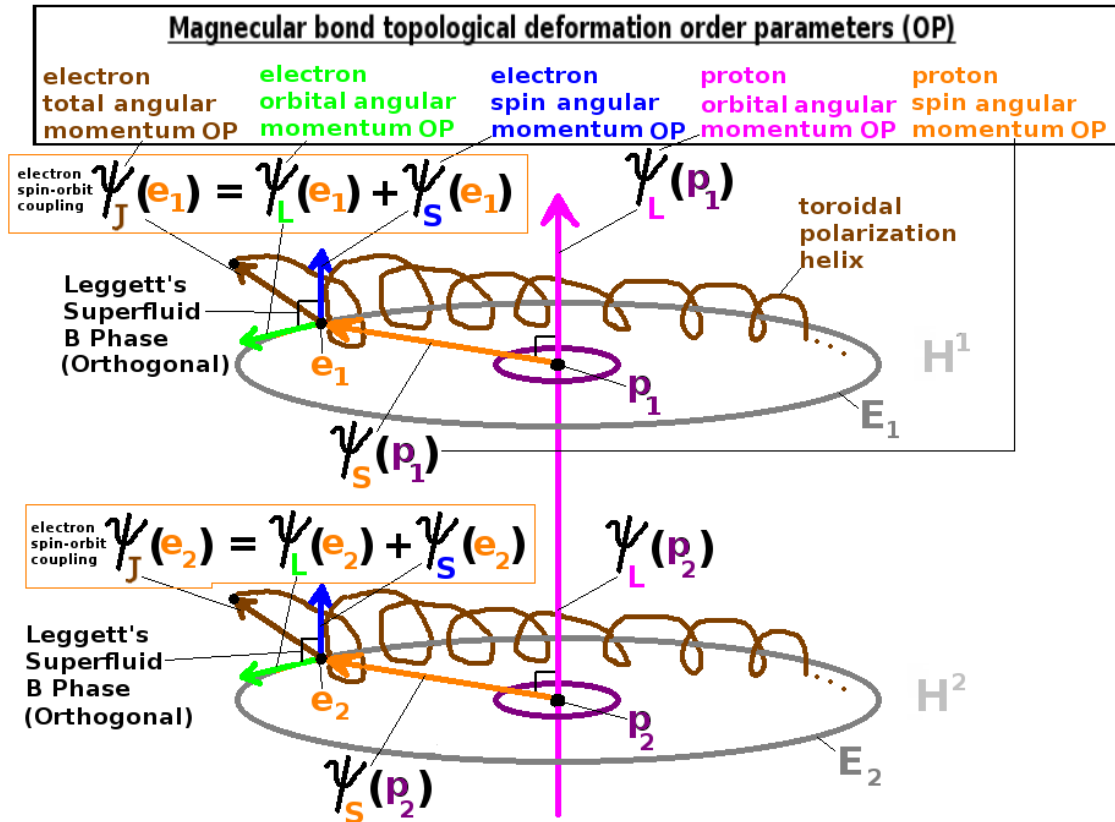 Magnecular bond topological deformation order parameters (OP)
electron total angular momentum OP
electron orbital angular momentum OP
electron spin angular momentum OP
proton orbital angular momentum OP
proton spin angular momentum OP
electron spin-orbit coupling
ψJ(e1) = ψL(e1) + ψS(e1)
ψL(p1)
toroidal
polarization
helix
Leggett's
Superfluid
B Phase
(Orthogonal)
e1
p1
H1
E1
ψS(p1)
electron spin-orbit coupling
ψJ(e2) = ψL(e2) + ψS(e2)
ψL(p2)
Leggett's
Superfluid
B Phase
(Orthogonal)
e2
p2
H2
E2
ψS(p2)